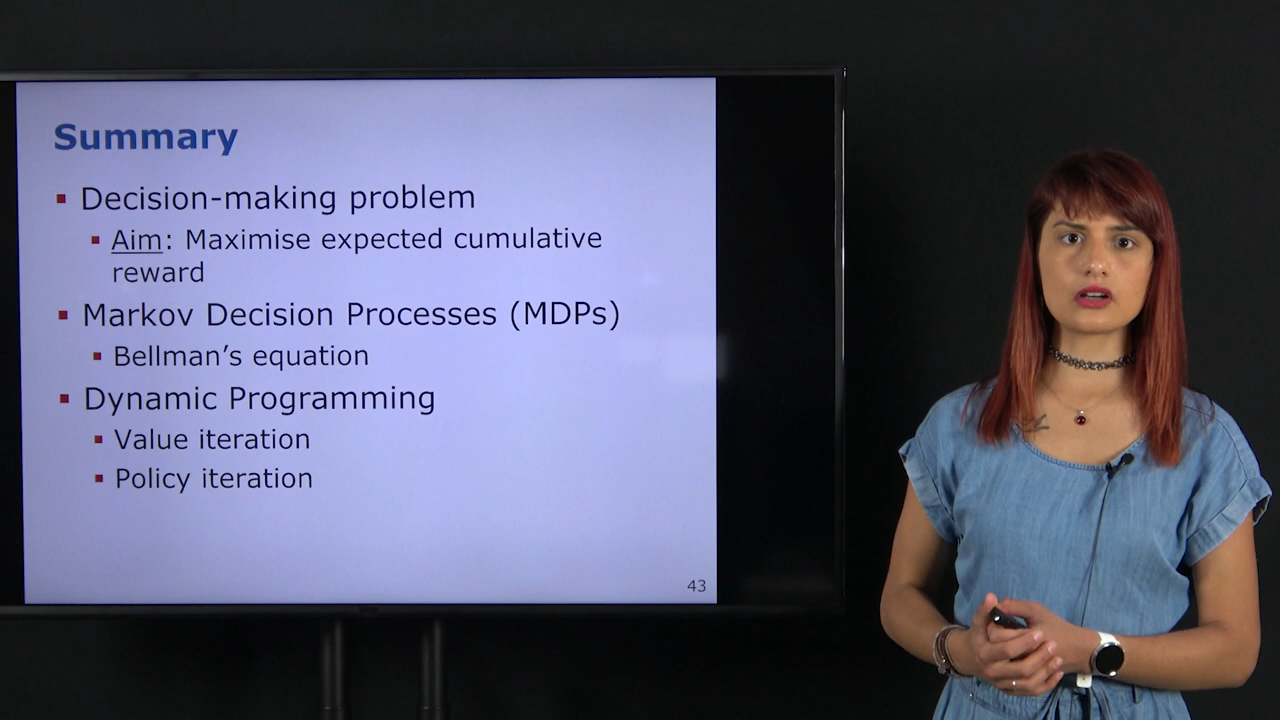 Summary
Decision-making problem
Aim: Maximise expected cumulative
reward
Markov Decision Processes (MDPs)
Bellman’s equation
Dynamic Programming
Value iteration
Policy iteration
43